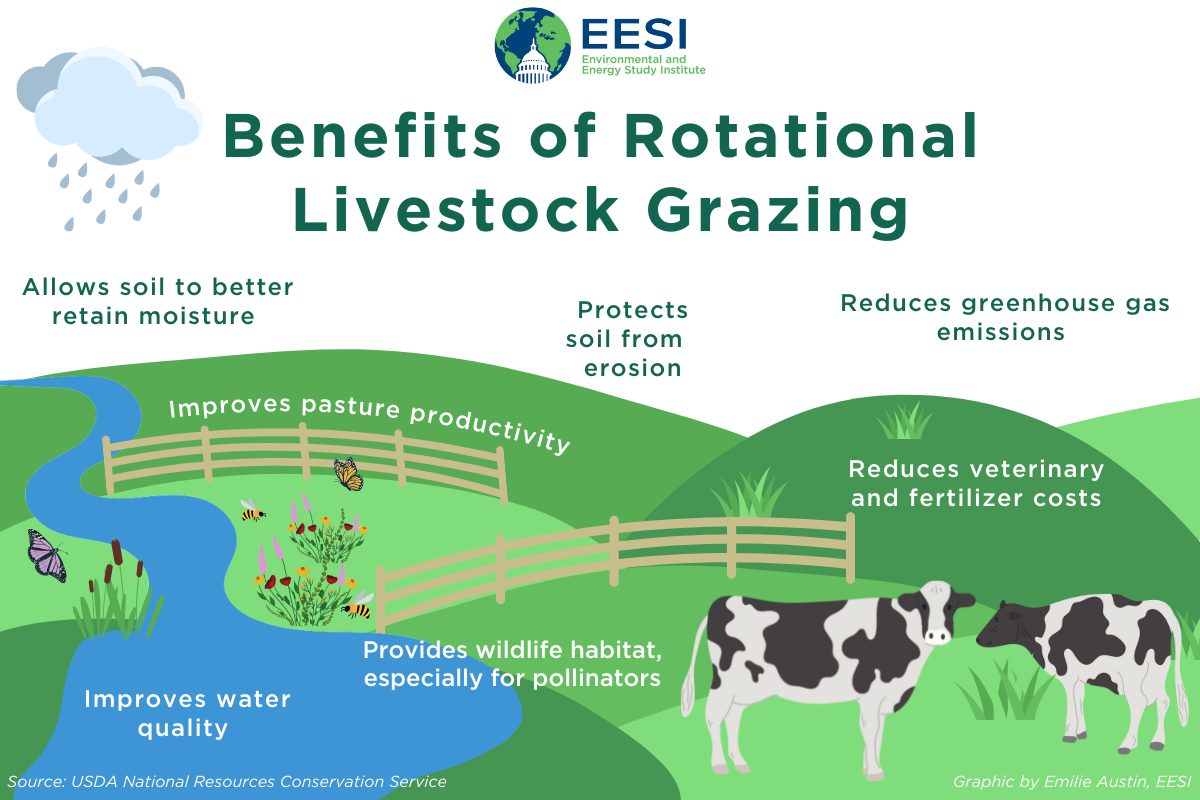 EESI
Environmental and
Energy Study Institute
Benefits of Rotational
Livestock Grazing
Allows soil to better
retain moisture
Protects
soil from
erosion
Reduces greenhouse gas
emissions
Improves pasture productivity
Reduces veterinary
and fertilizer costs
Provides wildlife habitat,
especially for pollinators
Improves water
quality
Source: USDA National Resources Conservation Service
Graphic by Emilie Austin, EESI